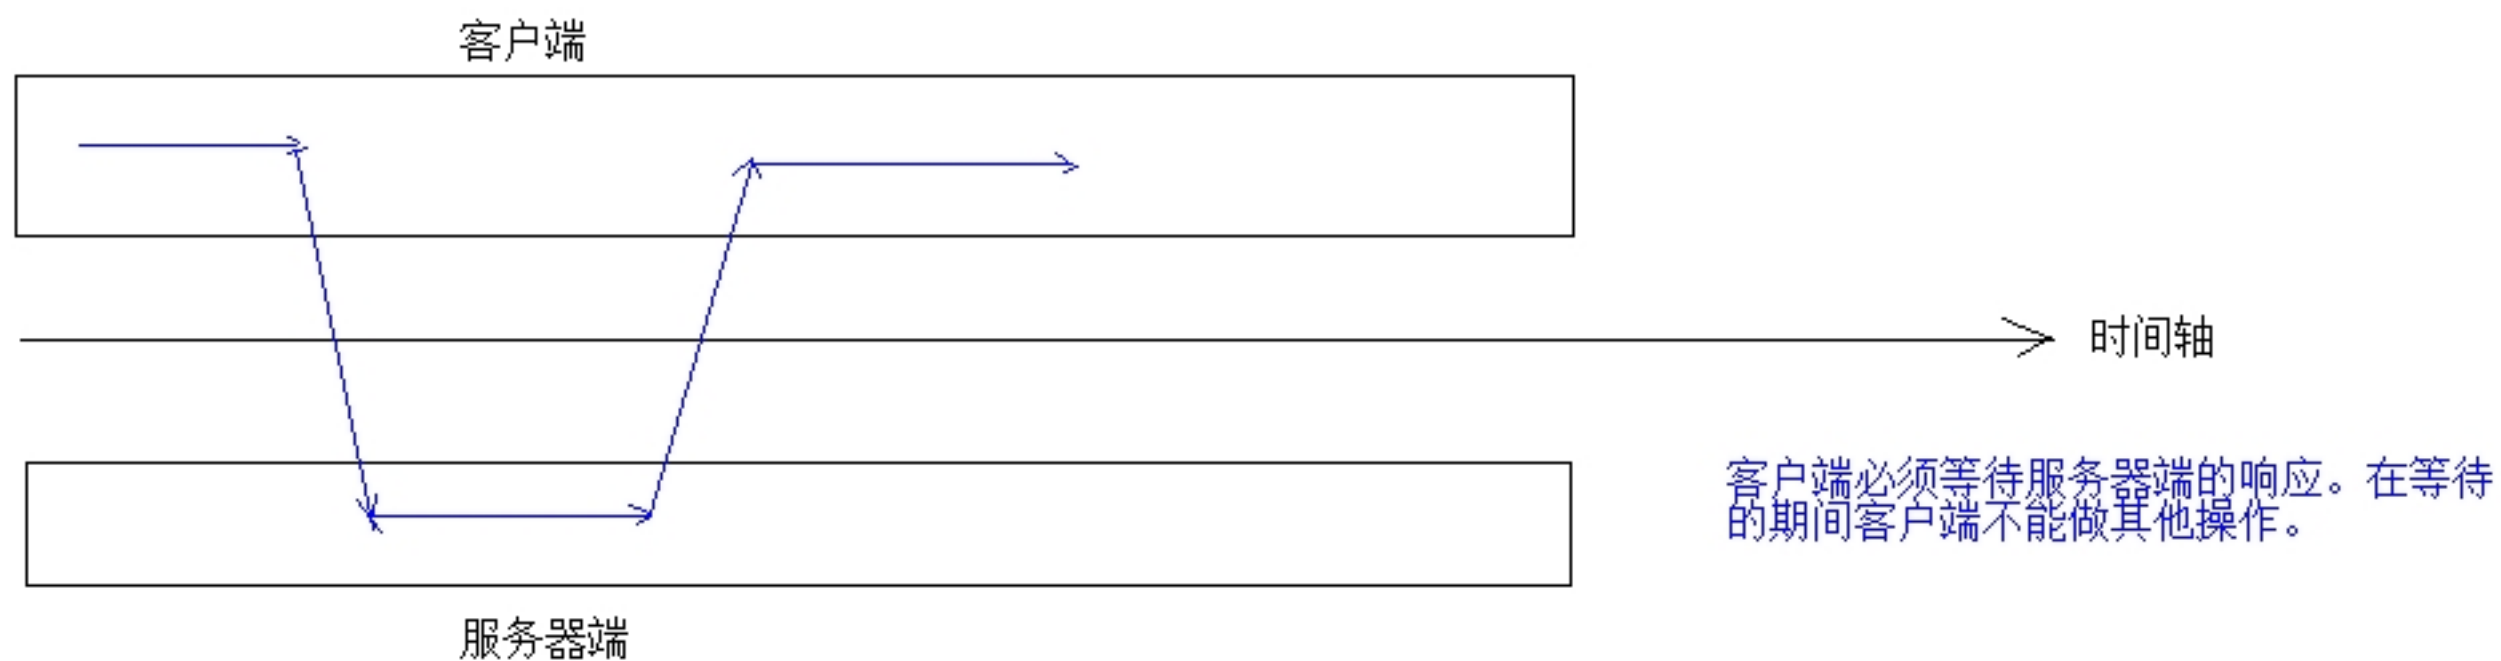 客户端
时间轴
客户端必须等待服务器端的响应。在等待
的期间客户端不能做其他操作。
服务器端